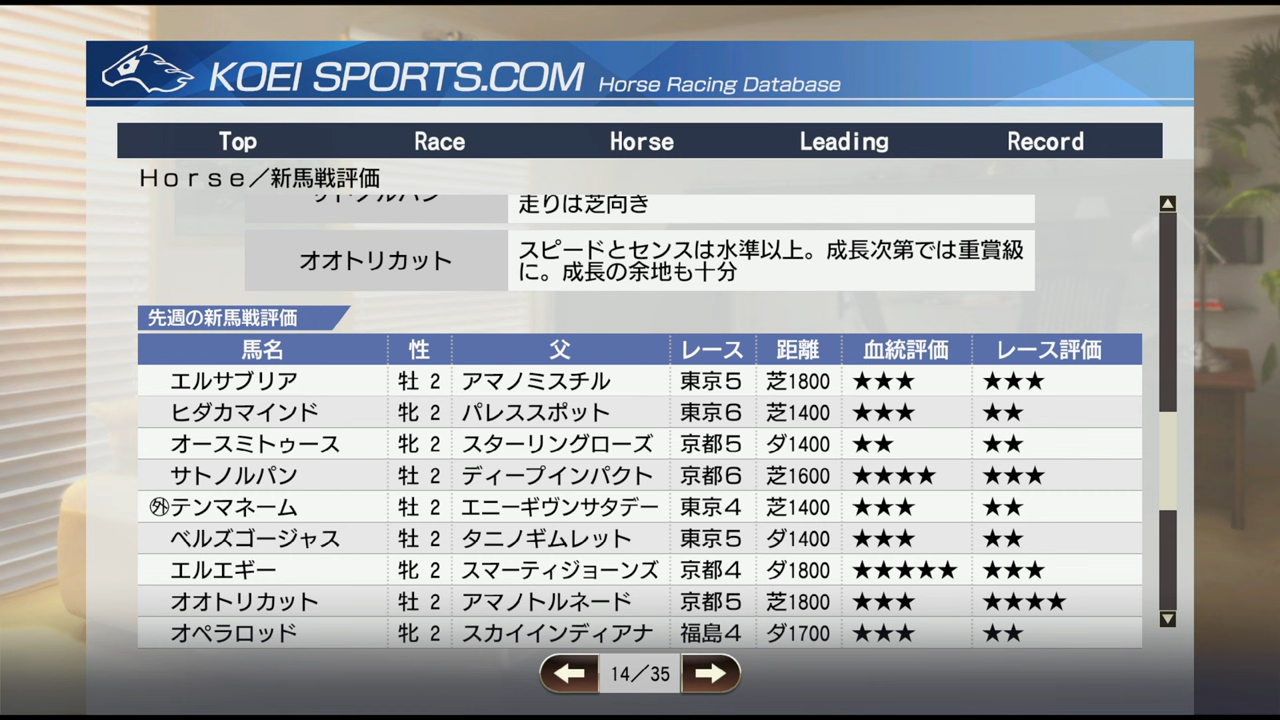 KOEI SPORTS.COM Horse Racing Database
Top Race Horse Leading Record
Ｈｏｒｓｅ／新馬戦評価
サトノルパン 走りは芝向き
オオトリカット スピードとセンスは水準以上。成長次第では重賞級
に。成長の余地も十分
先週の新馬戦評価
馬名 性 父 レース 距離 血統評価 レース評価
エルサブリア 牡 2 アマノミスチル 東京5 芝1800 ★★★ ★★★
ヒダカマインド 牝 2 パレススポット 東京6 芝1400 ★★★ ★★
オースミトゥース 牝 2 スターリングローズ 京都5 ダ1400 ★★ ★★
サトノルパン 牡 2 ディープインパクト 京都6 芝1600 ★★★★ ★★★
㊕テンマネーム 牡 2 エニーギヴンサタデー 東京4 芝1400 ★★★ ★★
ベルズゴージャス 牡 2 タニノギムレット 東京5 ダ1400 ★★★ ★★
エルエギー 牝 2 スマーティジョーンズ 京都4 ダ1800 ★★★★★ ★★★
オオトリカット 牡 2 アマノトルネード 京都5 芝1800 ★★★ ★★★★
オペラロッド 牝 2 スカイインディアナ 福島4 ダ1700 ★★★ ★★
14／35